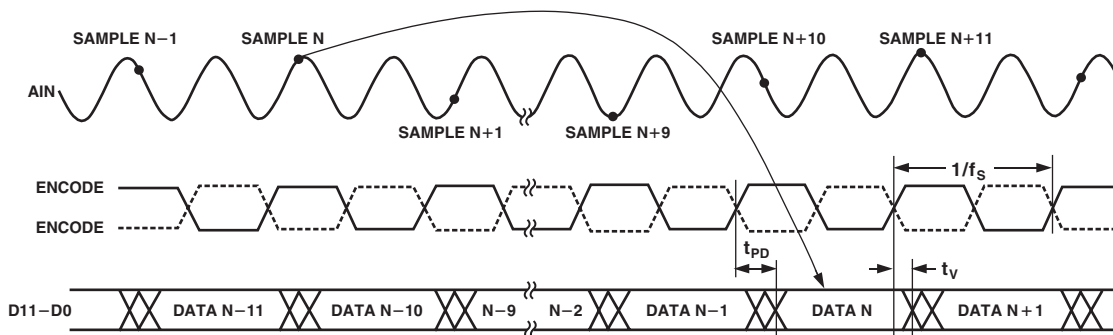 SAMPLE N−1
SAMPLE N
SAMPLE N+10
SAMPLE N+11
AIN
SAMPLE N+1
SAMPLE N+9
ENCODE
1/fS
ENCODE
tPD
tV
D11−D0
DATA N−11
DATA N−10
N−9
N−2
DATA N−1
DATA N
DATA N+1